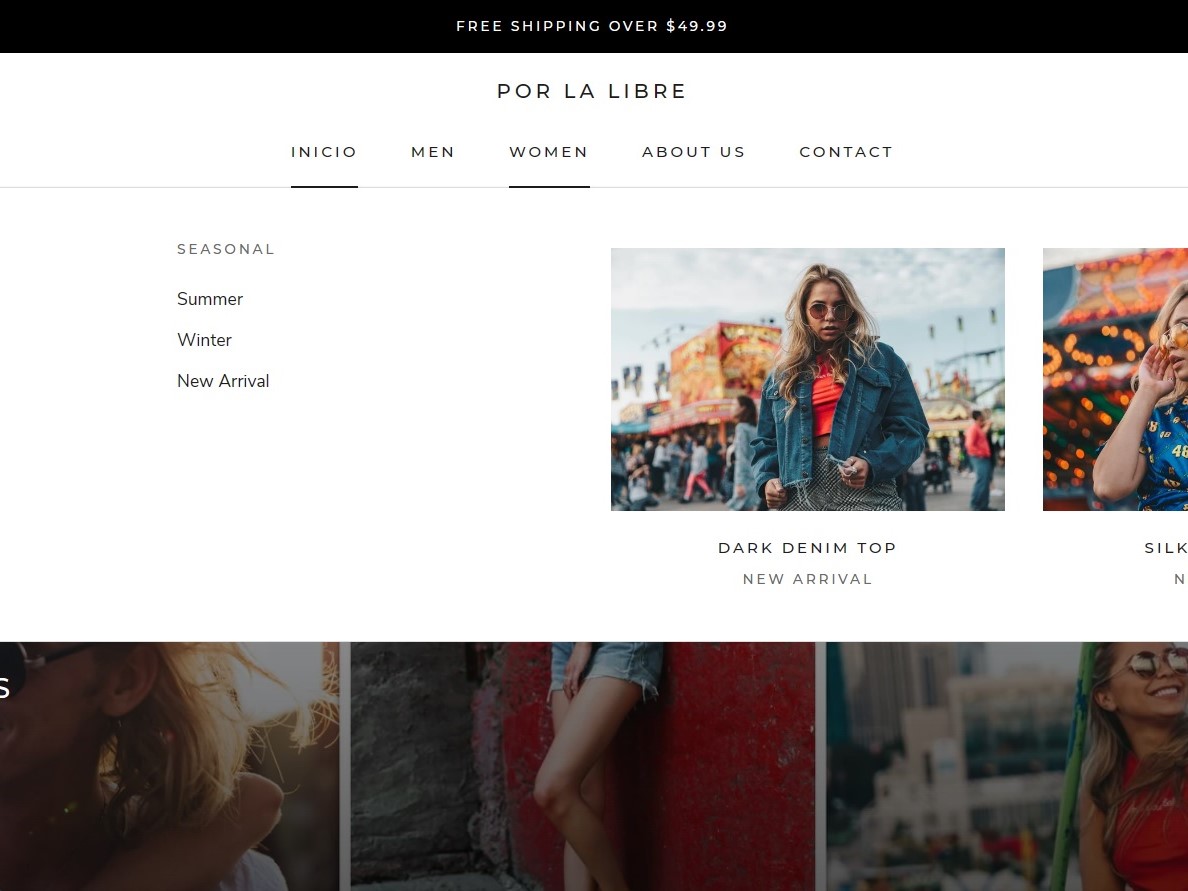 FREE SHIPPING OVER $49.99
POR LA LIBRE
INICIO MEN WOMEN ABOUT US CONTACT
SEASONAL
Summer
Winter
New Arrival
DARK DENIM TOP
NEW ARRIVAL
SILK
N
S
48